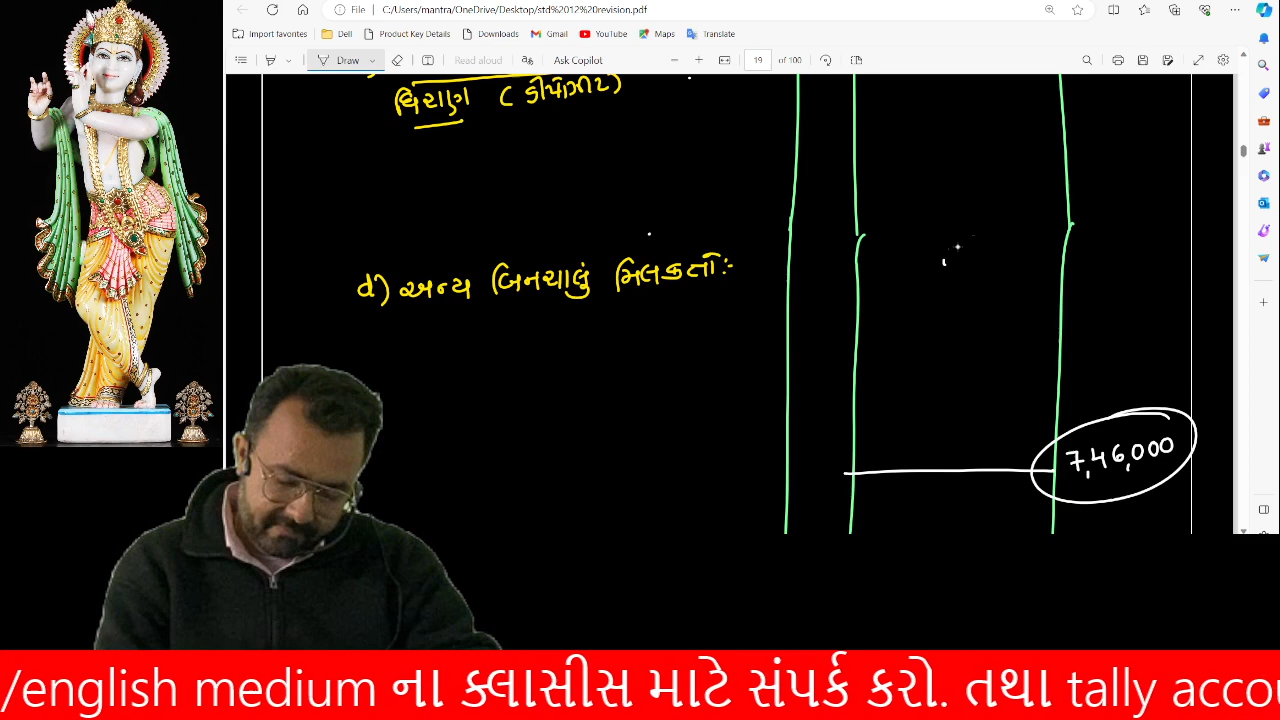 File | C:/Users/mantra/OneDrive/Desktop/std%2012%20revision.pdf
Import favorites Dell Product Key Details Downloads Gmail YouTube Maps Translate
Draw Read aloud Ask Copilot 19 of 100
ધિરાણ (ડીપોઝીટ)
d) અન્ય બિનચાલું મિલકતો:-
7,46,000
/english medium ના ક્લાસીસ માટે સંપર્ક કરો. તથા tally acco